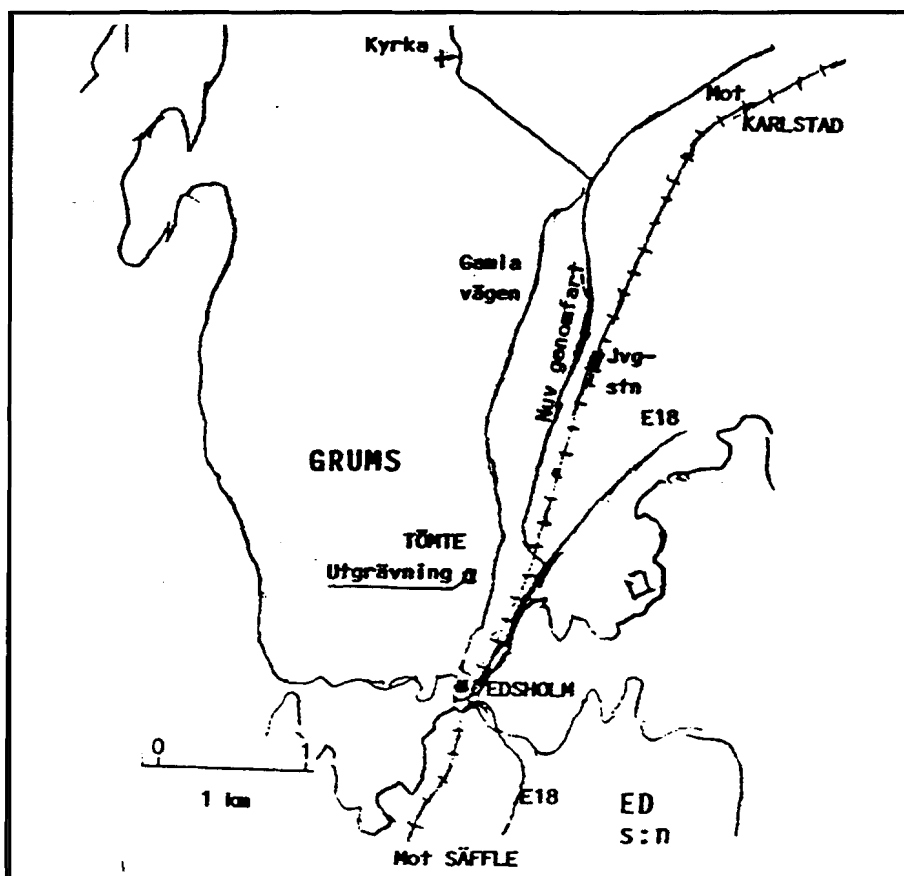 Kyrka
Mot
KARLSTAD
Gamla
vägen
Nuv genomfart
Jvg-
stn
E18
GRUMS
TÖMTE
Utgrävning
EDSHOLM
0 1
1 km
E18
ED
s:n
Mot SÄFFLE